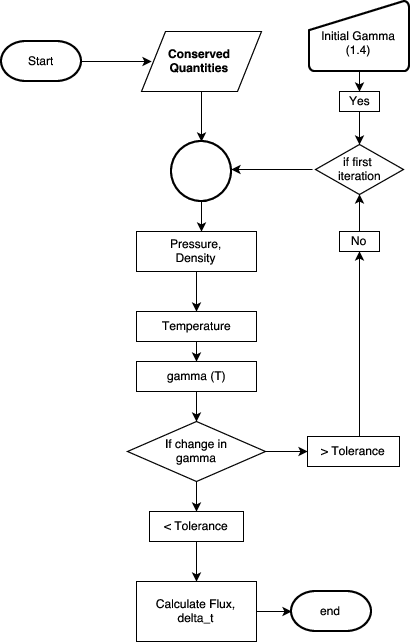 Start
Conserved
Quantities
Initial Gamma
(1.4)
Yes
if first
iteration
No
Pressure,
Density
Temperature
gamma (T)
If change in
gamma
> Tolerance
< Tolerance
Calculate Flux,
delta_t
end